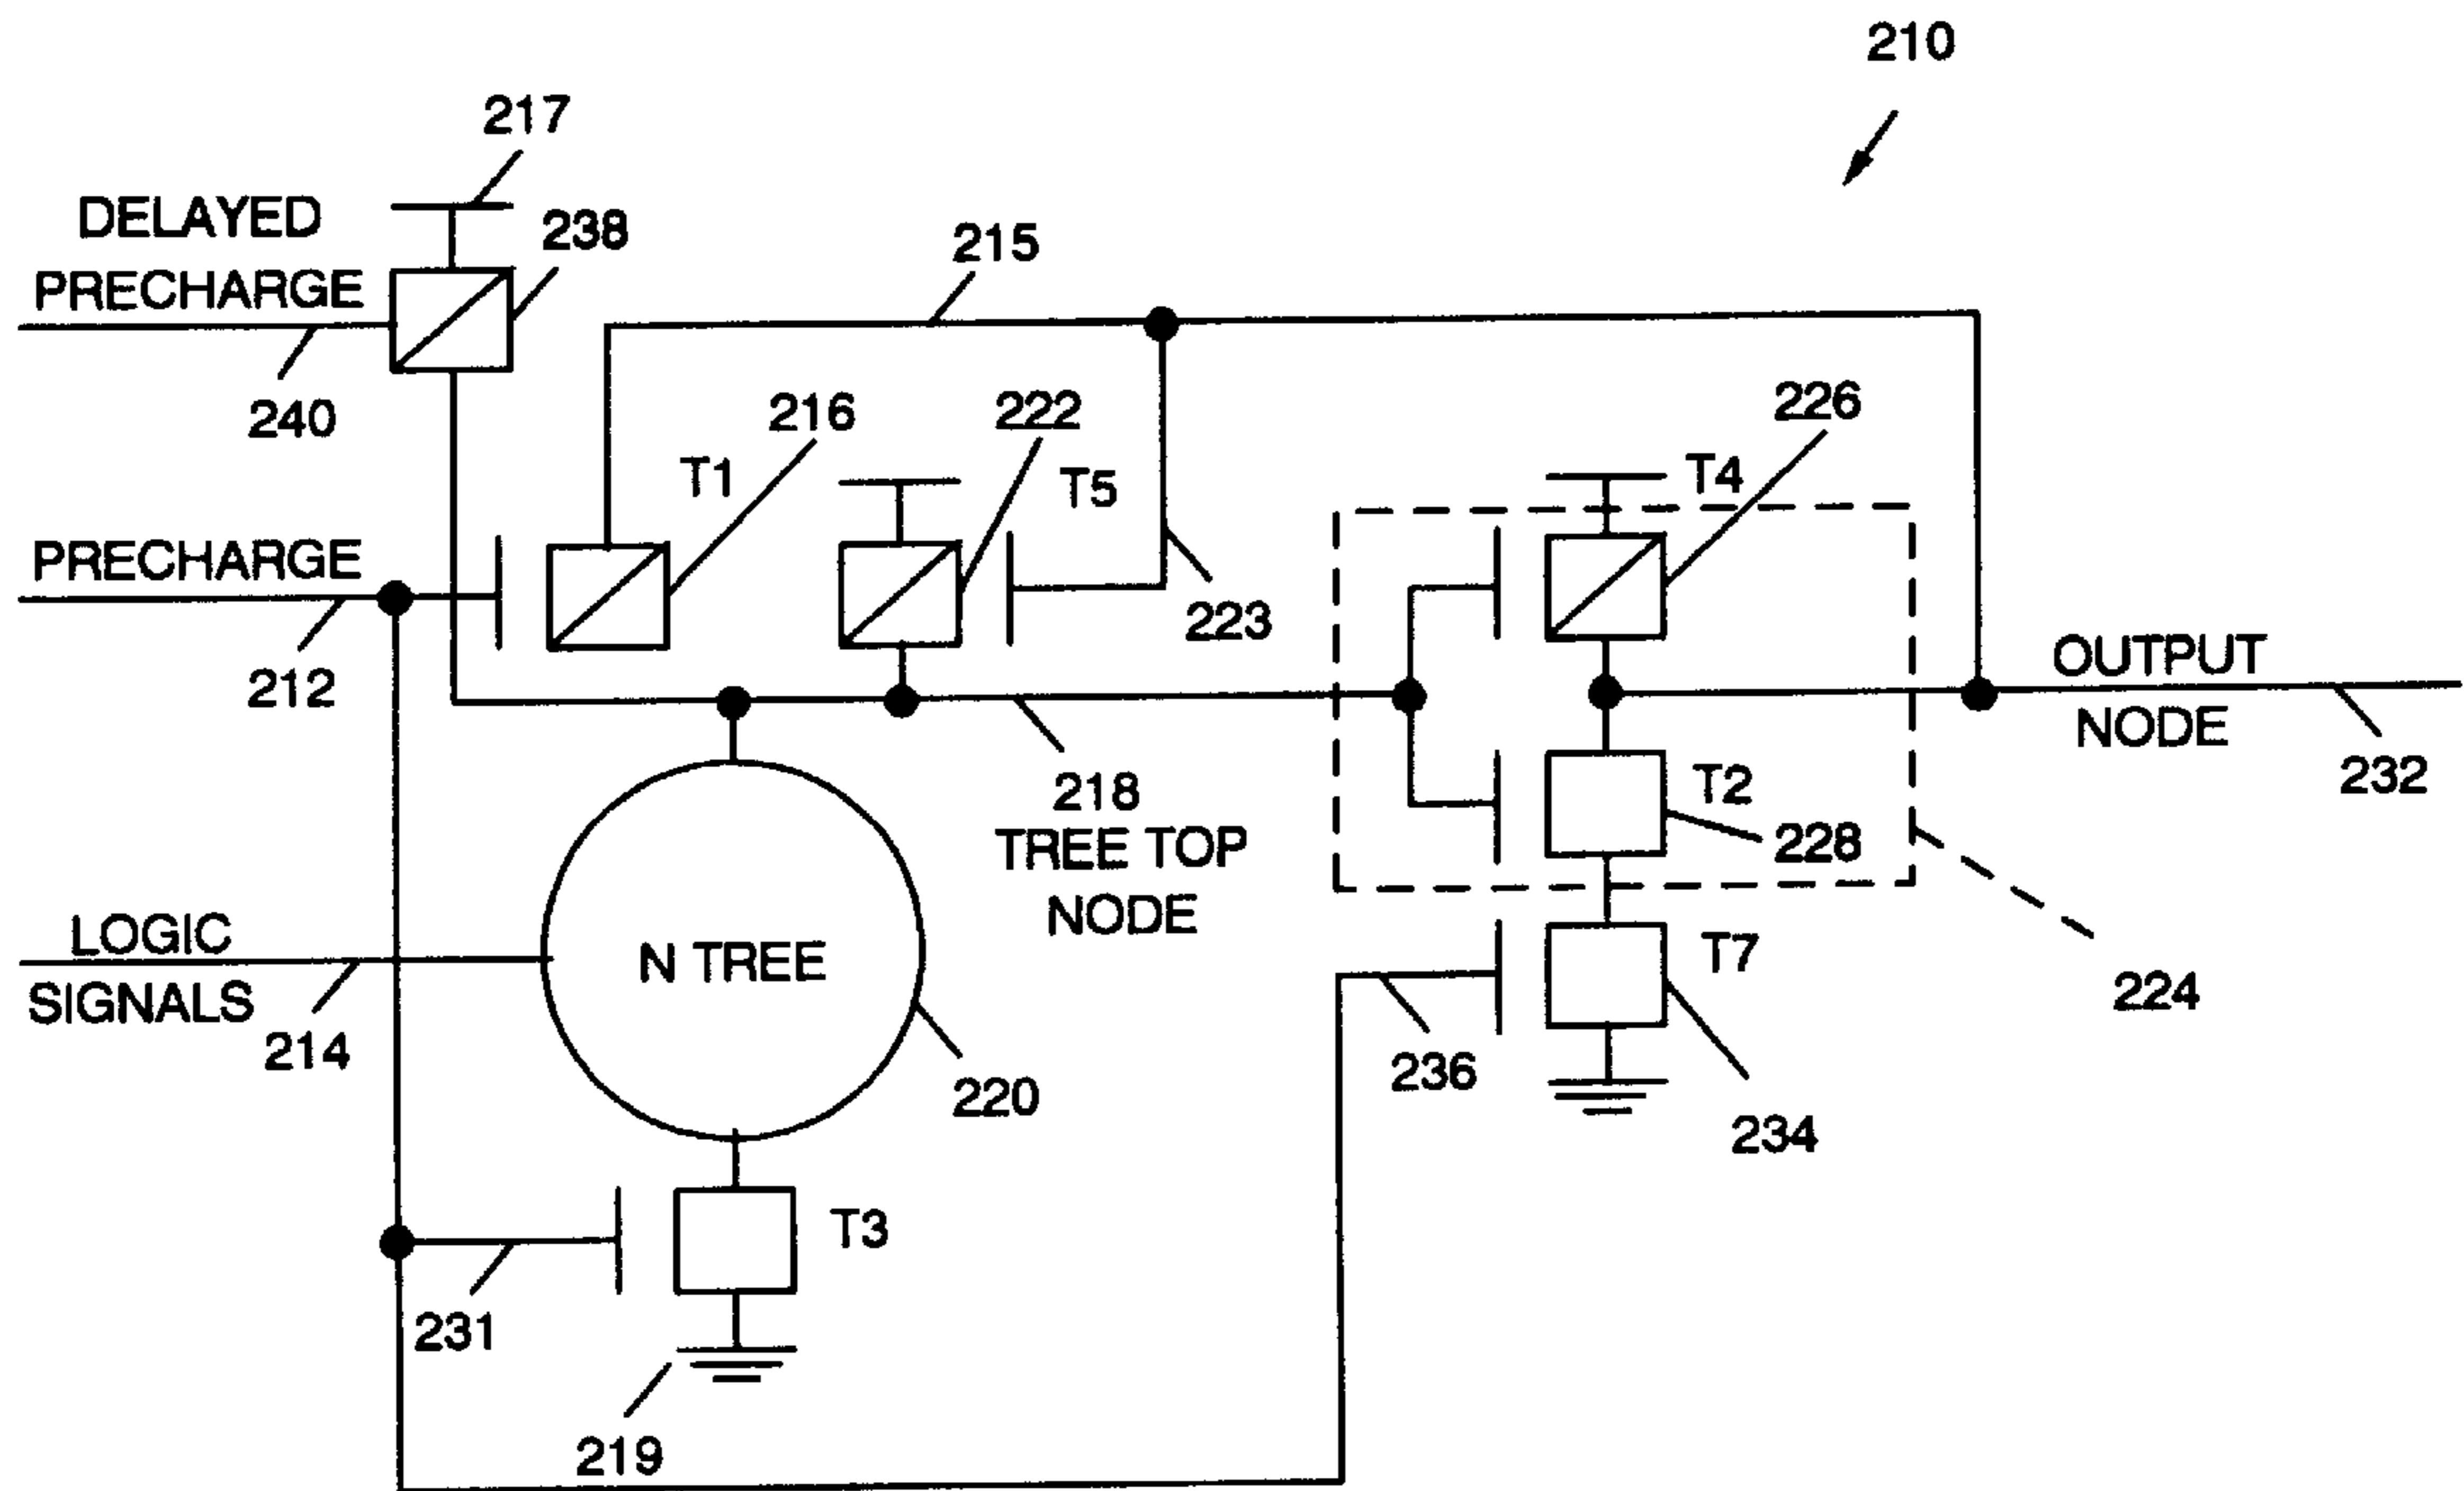 210
217
DELAYED
PRECHARGE
238
215
240
T1
216
222
T5
226
T4
PRECHARGE
212
223
OUTPUT
NODE
232
218
TREE TOP
NODE
T2
228
LOGIC
SIGNALS
214
N TREE
220
T7
224
236
234
231
T3
219